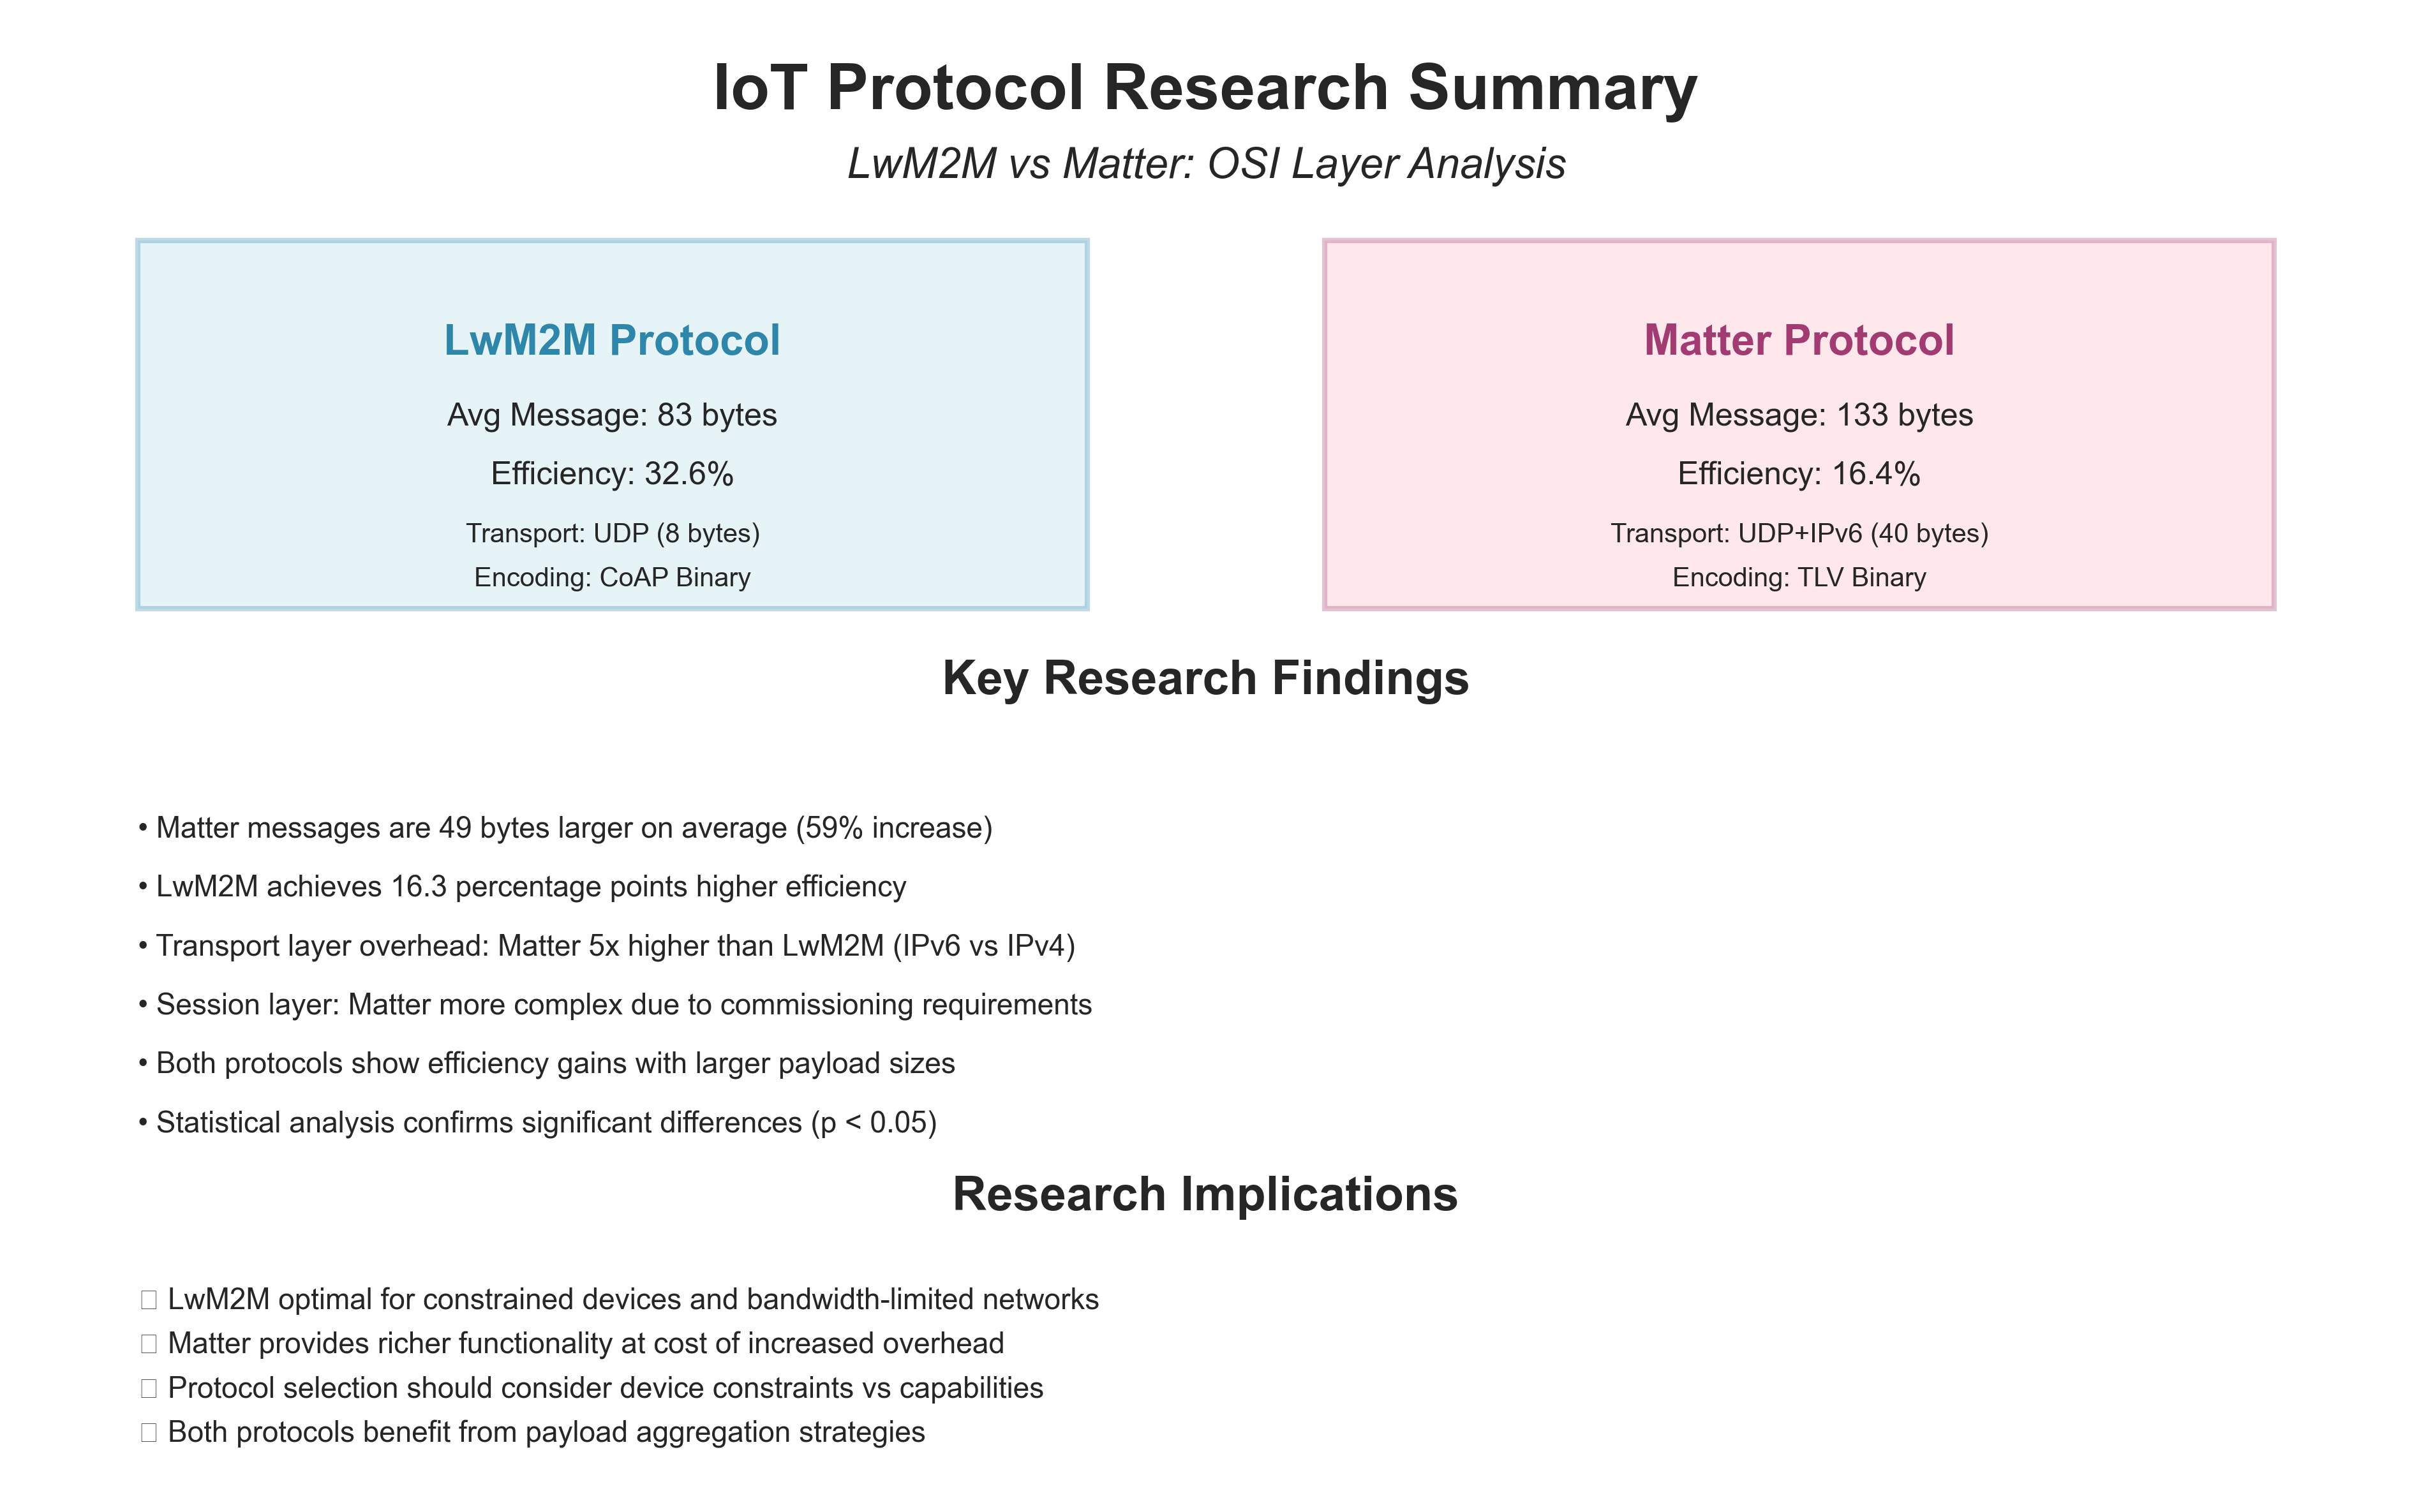 IoT Protocol Research Summary
LwM2M vs Matter: OSI Layer Analysis
LwM2M Protocol
Avg Message: 83 bytes
Efficiency: 32.6%
Transport: UDP (8 bytes)
Encoding: CoAP Binary
Matter Protocol
Avg Message: 133 bytes
Efficiency: 16.4%
Transport: UDP+IPv6 (40 bytes)
Encoding: TLV Binary
Key Research Findings
• Matter messages are 49 bytes larger on average (59% increase)
• LwM2M achieves 16.3 percentage points higher efficiency
• Transport layer overhead: Matter 5x higher than LwM2M (IPv6 vs IPv4)
• Session layer: Matter more complex due to commissioning requirements
• Both protocols show efficiency gains with larger payload sizes
• Statistical analysis confirms significant differences (p < 0.05)
Research Implications
LwM2M optimal for constrained devices and bandwidth-limited networks
Matter provides richer functionality at cost of increased overhead
Protocol selection should consider device constraints vs capabilities
Both protocols benefit from payload aggregation strategies